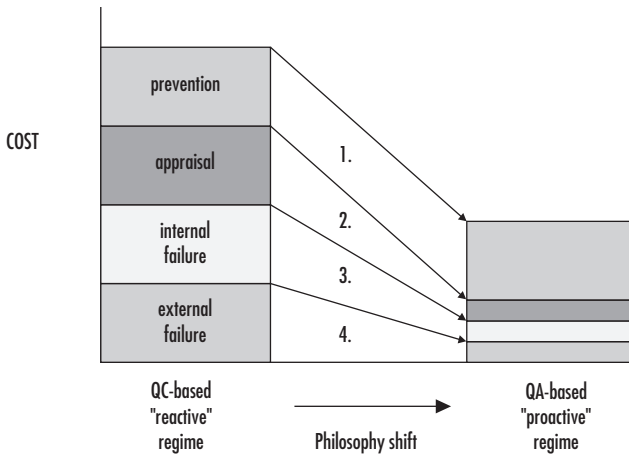 prevention
COST
1.
appraisal
2.
internal
failure
3.
external
failure
4.
QC-based
"reactive"
regime
Philosophy shift
QA-based
"proactive"
regime